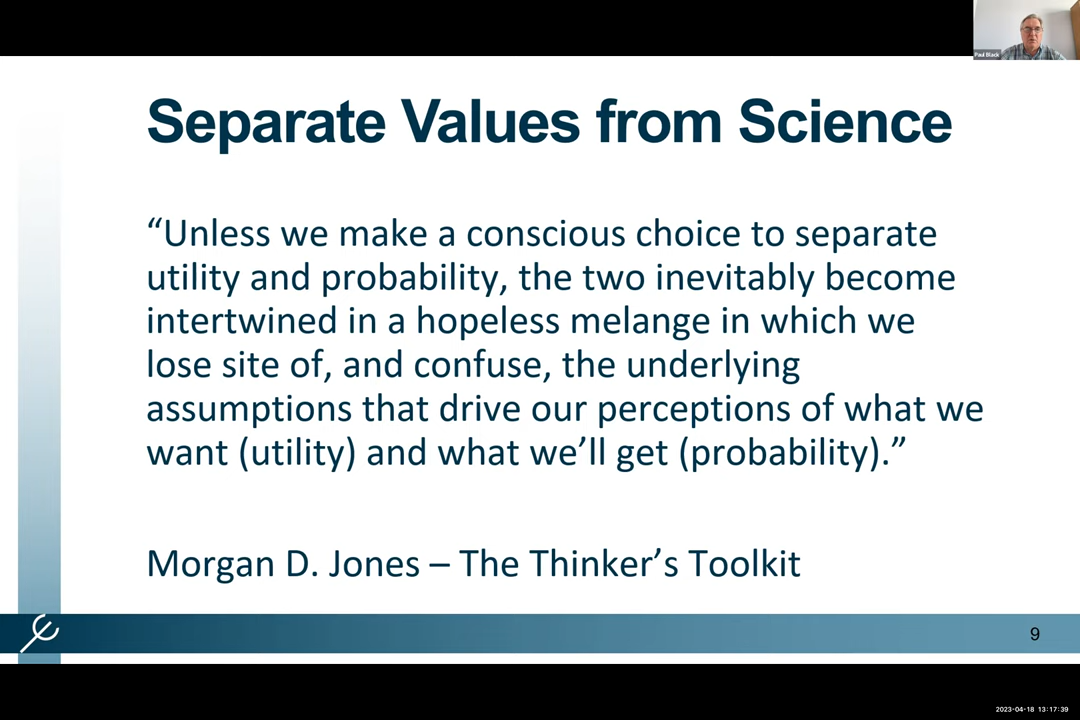 Paul Black
Separate Values from Science
“Unless we make a conscious choice to separate
utility and probability, the two inevitably become
intertwined in a hopeless melange in which we
lose site of, and confuse, the underlying
assumptions that drive our perceptions of what we
want (utility) and what we’ll get (probability).”
Morgan D. Jones – The Thinker’s Toolkit
9
2023-04-18 13:17:39